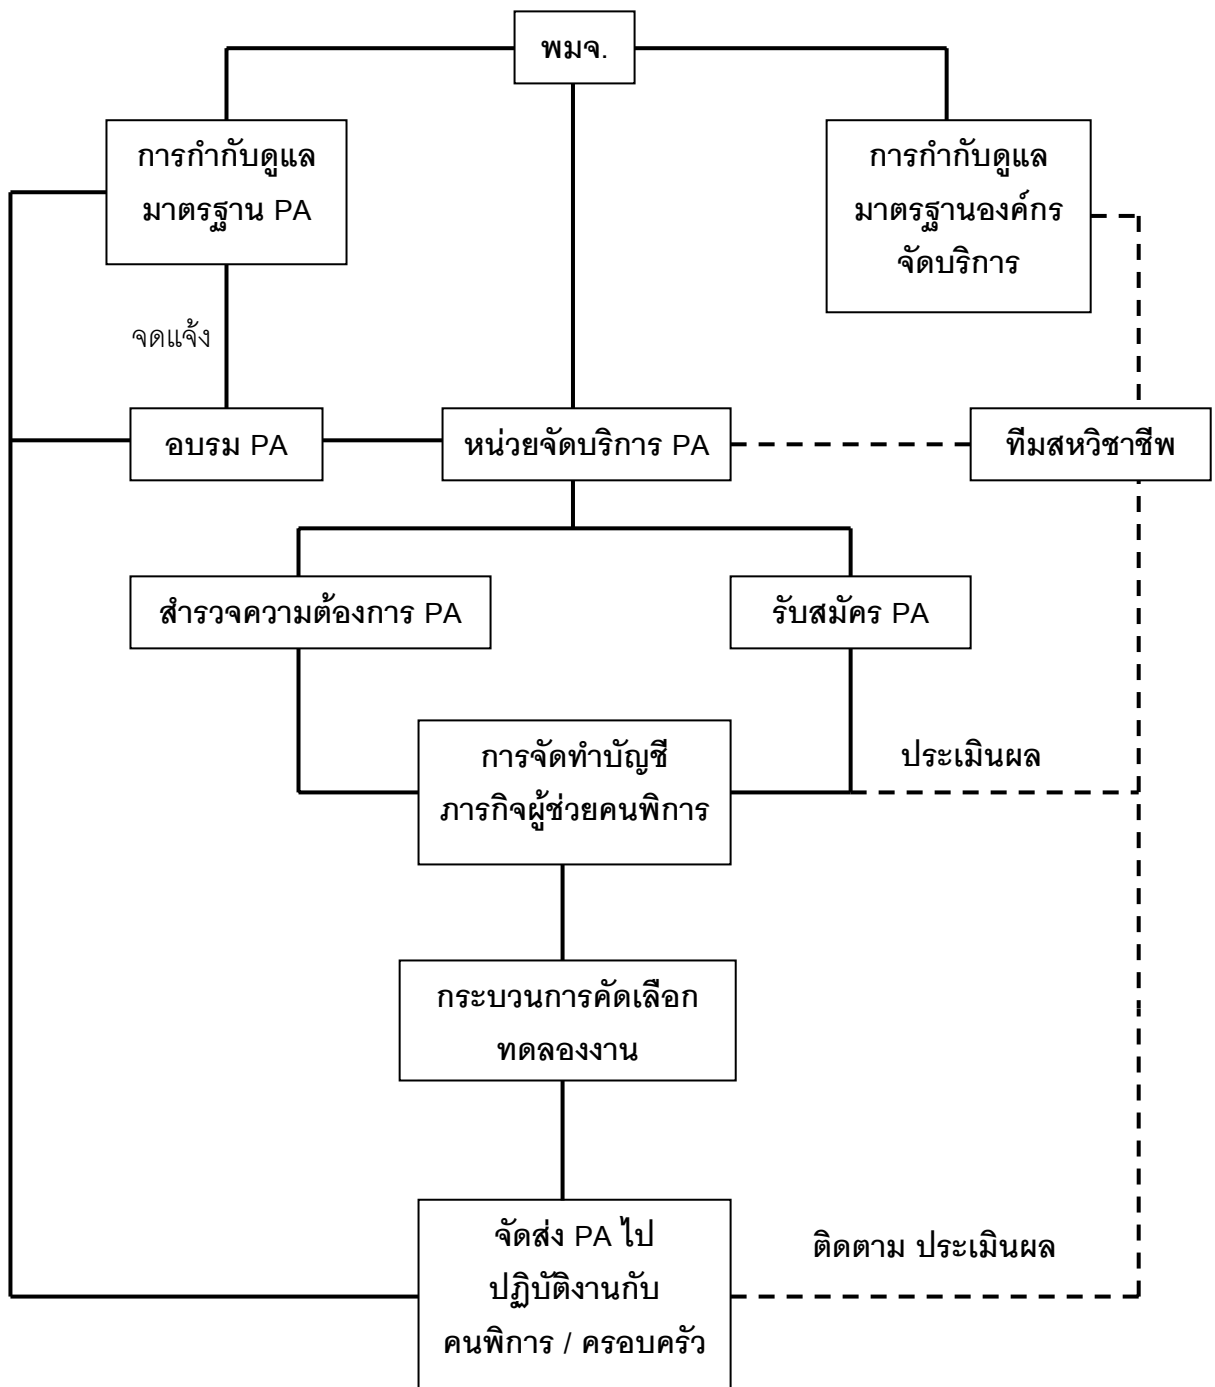 พมจ.
การกำกับดูแล
มาตรฐาน PA
การกำกับดูแล
มาตรฐานองค์กร
จัดบริการ
จดแจ้ง
อบรม PA
หน่วยจัดบริการ PA
ทีมสหวิชาชีพ
สำรวจความต้องการ PA
รับสมัคร PA
การจัดทำบัญชี
ภารกิจผู้ช่วยคนพิการ
ประเมินผล
กระบวนการคัดเลือก
ทดลองงาน
จัดส่ง PA ไป
ปฏิบัติงานกับ
คนพิการ / ครอบครัว
ติดตาม ประเมินผล